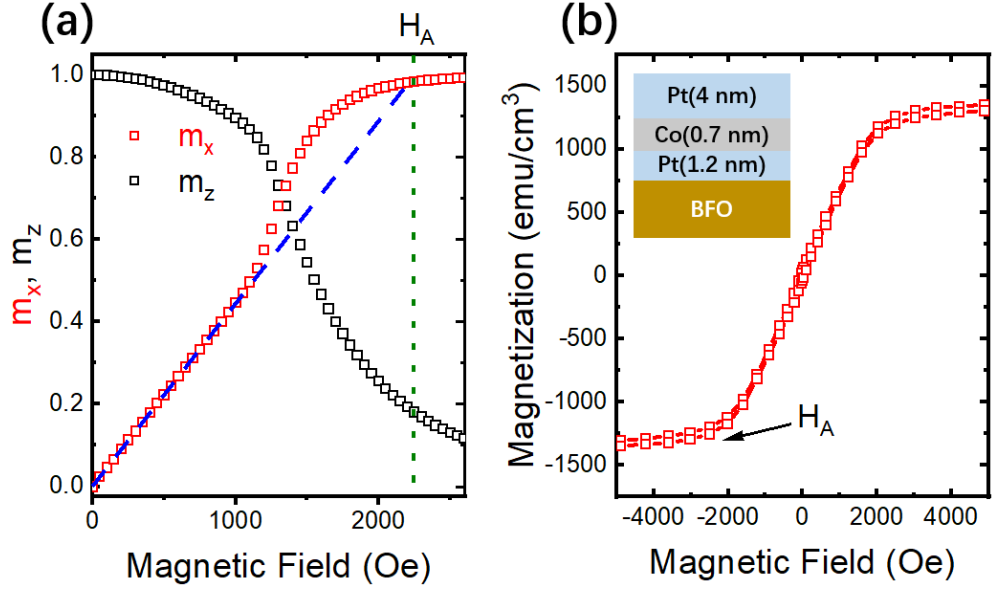 (a)
H_A
1.0
0.8
0.6
0.4
0.2
0.0
m_x, m_z
m_x
m_z
0
1000
2000
Magnetic Field (Oe)
(b)
1500
1000
500
0
-500
-1000
-1500
Magnetization (emu/cm^3)
Pt(4 nm)
Co(0.7 nm)
Pt(1.2 nm)
BFO
H_A
-4000
-2000
0
2000
4000
Magnetic Field (Oe)